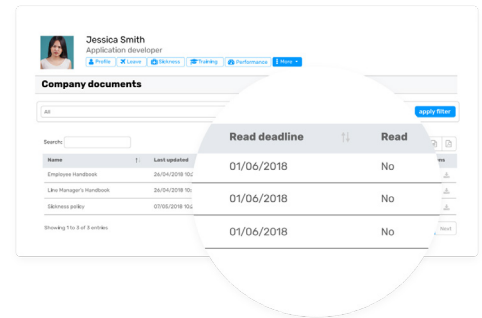 Jessica Smith
Application developer
Profile Leave Sickness Training Performance More
Company documents
All
apply filter
Search:
Name Last updated
Read deadline Read
Employee Handbook 26/04/2018
01/06/2018 No
Line Manager's Handbook 26/04/2018
01/06/2018 No
Sickness policy 07/03/2018
01/06/2018 No
Showing 1 to 3 of 3 entries